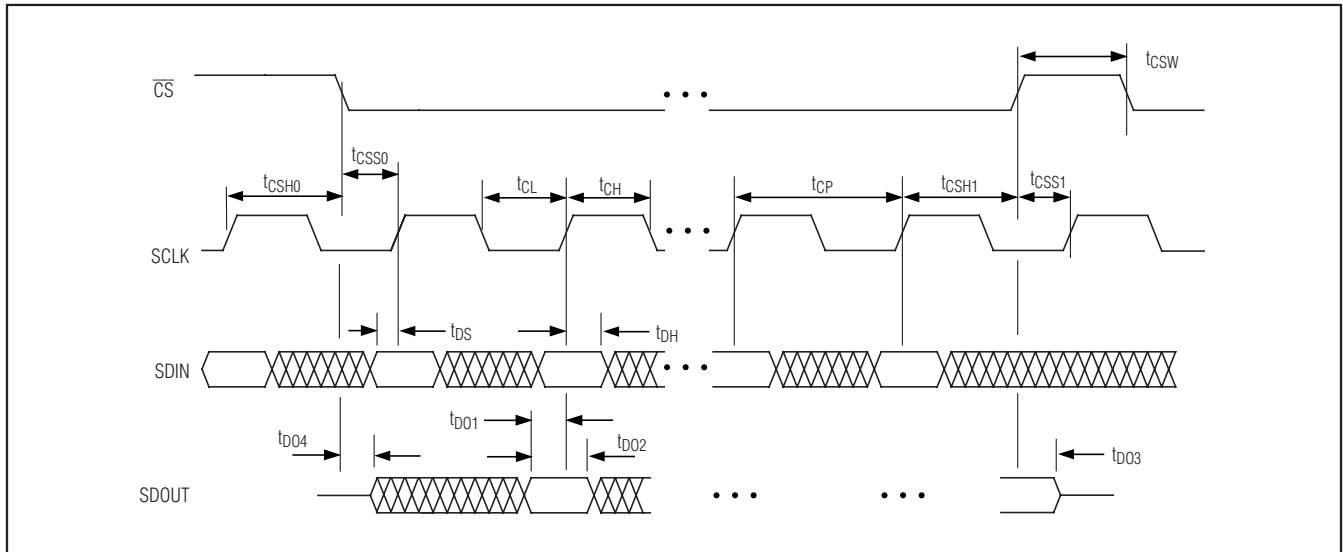 CS
tCSW
tCSS0
tCSH0
tCL
tCH
tCP
tCSH1
tCSS1
SCLK
tDS
tDH
SDIN
tDO1
tDO4
tDO2
tDO3
SDOUT